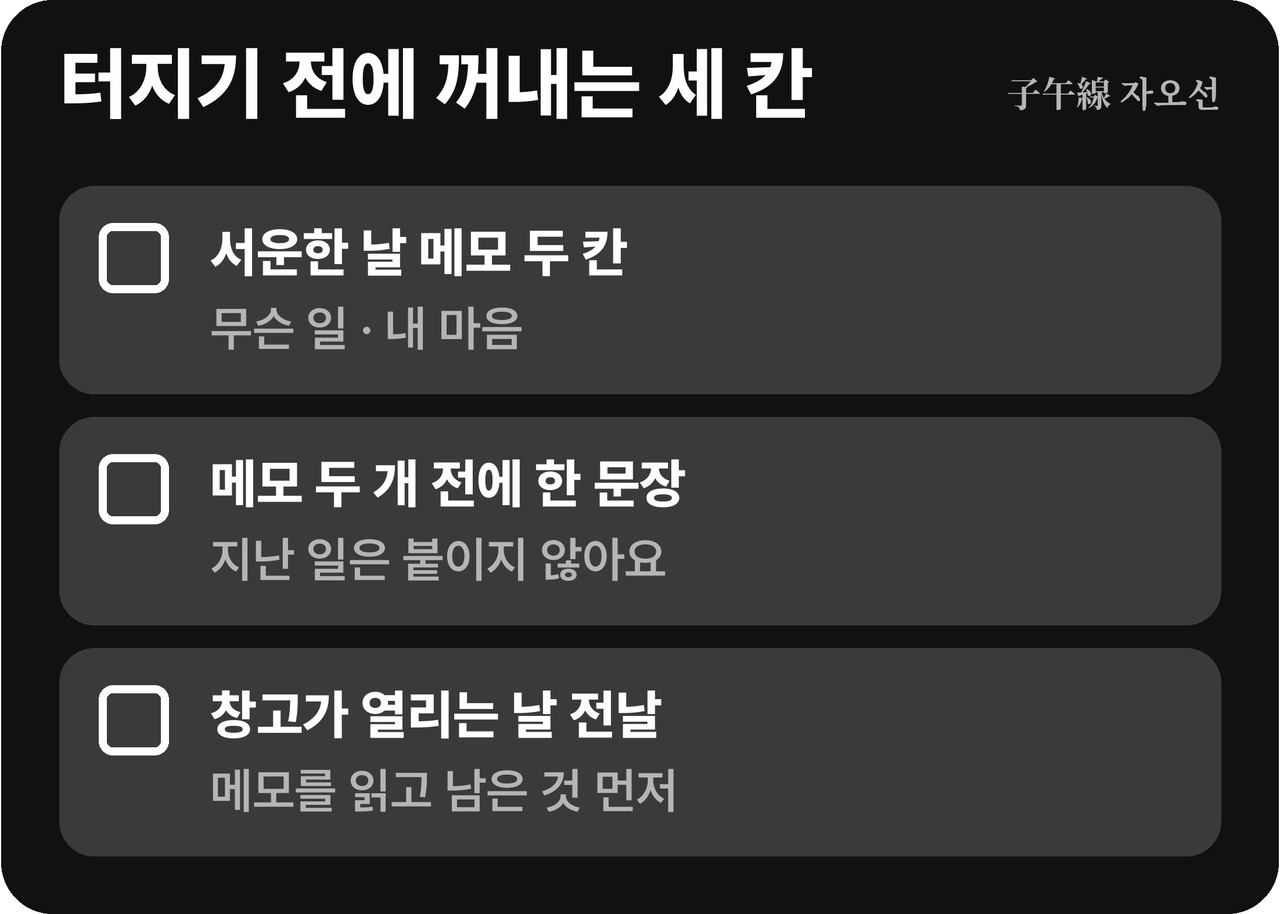 터지기 전에 꺼내는 세 칸
子午線 자오선
서운한 날 메모 두 칸
무슨 일 · 내 마음
메모 두 개 전에 한 문장
지난 일은 붙이지 않아요
창고가 열리는 날 전날
메모를 읽고 남은 것 먼저